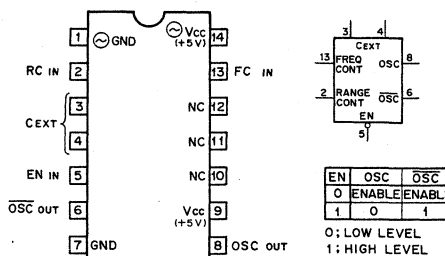 1 ⏦ GND ⏦ Vcc (+5V) 14
RC IN 2 13 FC IN
CEXT 3 NC 12
4 NC 11
EN IN 5 NC 10
OSC OUT 6 Vcc (+5V) 9
7 GND 8 OSC OUT
3 4
CEXT
13 FREQ CONT OSC 8
2 RANGE CONT OSC 6
EN
5
EN OSC OSC
0 ENABLE ENABLE
1 0 1
0; LOW LEVEL
1; HIGH LEVEL